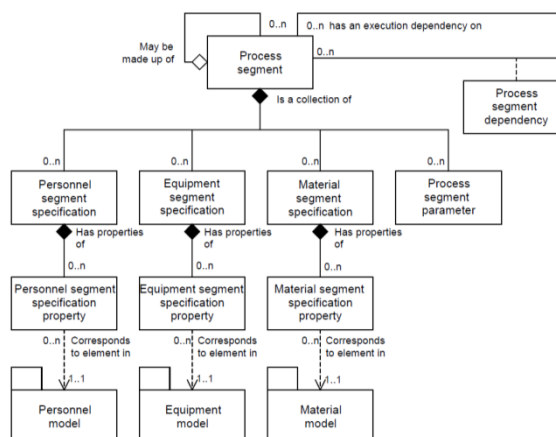 0..n
0..n has an execution dependency on
May be
made up of
Process
segment
0..n
Is a collection of
Process
segment
dependency
0..n
0..n
0..n
0..n
Personnel
segment
specification
Equipment
segment
specification
Material
segment
specification
Process
segment
parameter
Has properties
of
Has properties
of
Has properties
of
0..n
0..n
0..n
Personnel segment
specification
property
Equipment segment
specification
property
Material segment
specification
property
0..n
Corresponds
to element in
0..n
Corresponds
to element in
0..n
Corresponds
to element in
1..1
1..1
1..1
Personnel
model
Equipment
model
Material
model